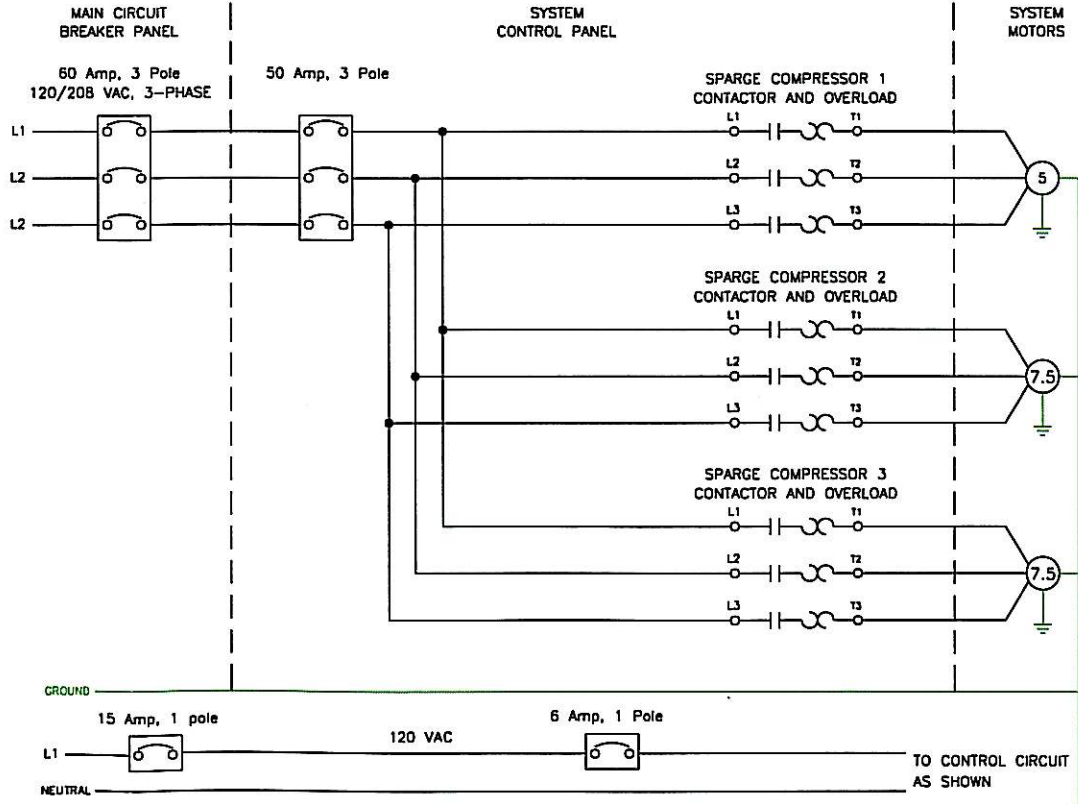 MAIN CIRCUIT
BREAKER PANEL
SYSTEM
CONTROL PANEL
SYSTEM
MOTORS
60 Amp, 3 Pole
120/208 VAC, 3-PHASE
50 Amp, 3 Pole
SPARGE COMPRESSOR 1
CONTACTOR AND OVERLOAD
L1
L1
T1
L2
L2
T2
5
L2
L3
T3
SPARGE COMPRESSOR 2
CONTACTOR AND OVERLOAD
L1
T1
L2
T2
7.5
L3
T3
SPARGE COMPRESSOR 3
CONTACTOR AND OVERLOAD
L1
T1
L2
T2
7.5
L3
T3
GROUND
15 Amp, 1 pole
6 Amp, 1 Pole
120 VAC
L1
TO CONTROL CIRCUIT
AS SHOWN
NEUTRAL